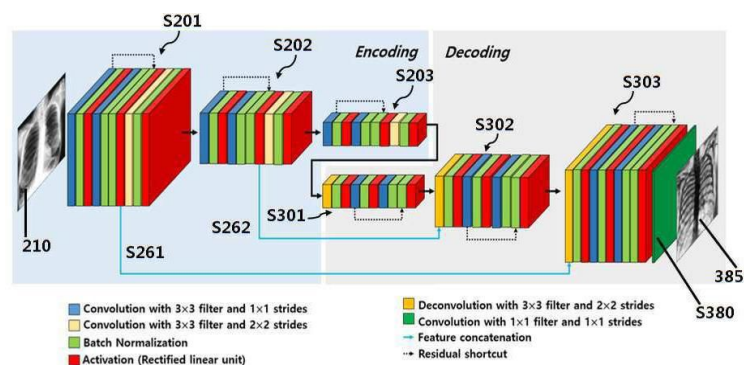 S201
S202
Encoding
Decoding
S203
S303
S302
210
S261
S262
S301
385
S380
Convolution with 3×3 filter and 1×1 strides
Convolution with 3×3 filter and 2×2 strides
Batch Normalization
Activation (Rectified linear unit)
Deconvolution with 3×3 filter and 2×2 strides
Convolution with 1×1 filter and 1×1 strides
Feature concatenation
Residual shortcut